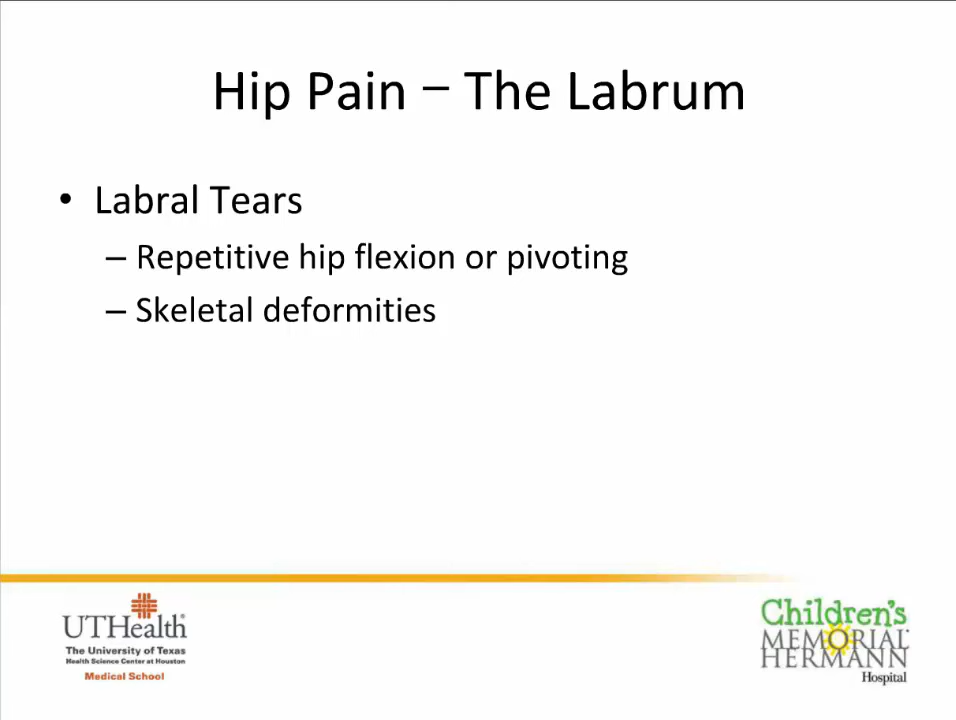 Hip Pain – The Labrum
• Labral Tears
– Repetitive hip flexion or pivoting
– Skeletal deformities
UTHealth®
The University of Texas
Health Science Center at Houston
Medical School
Children's
MEMORIAL
HERMANN
Hospital